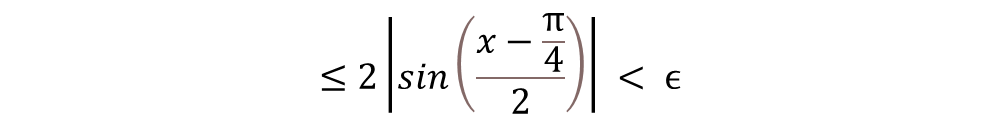 ≤ 2 |sin((x − π/4)/2)| < ϵ